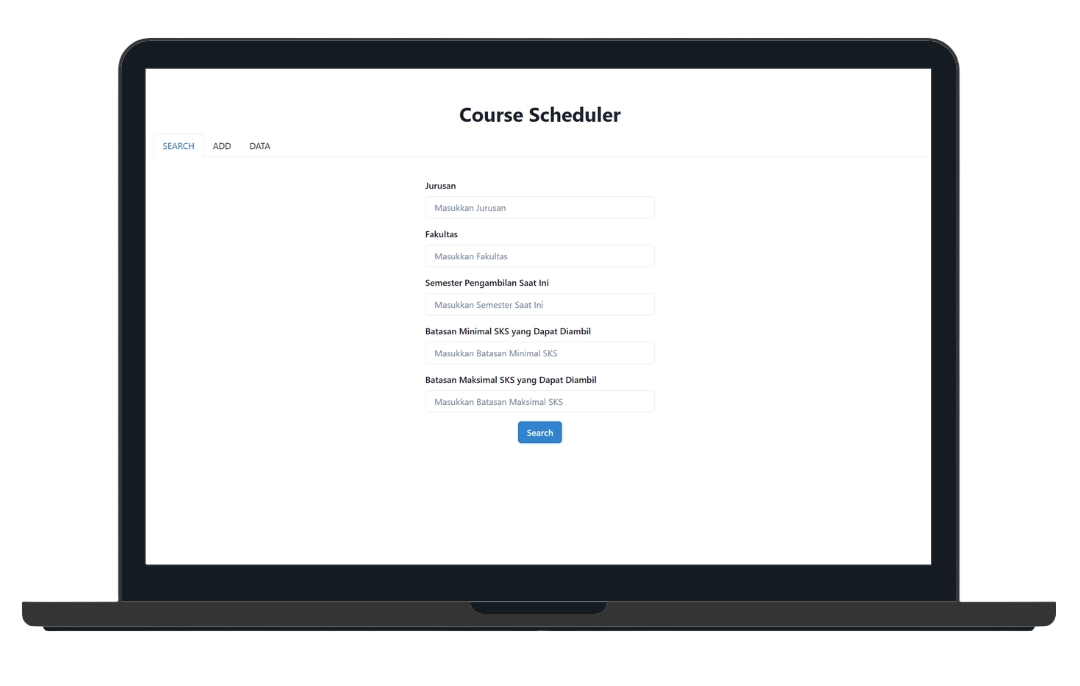 Course Scheduler
SEARCH ADD DATA
Jurusan
Masukkan Jurusan
Fakultas
Masukkan Fakultas
Semester Pengambilan Saat Ini
Masukkan Semester Saat Ini
Batasan Minimal SKS yang Dapat Diambil
Masukkan Batasan Minimal SKS
Batasan Maksimal SKS yang Dapat Diambil
Masukkan Batasan Maksimal SKS
Search